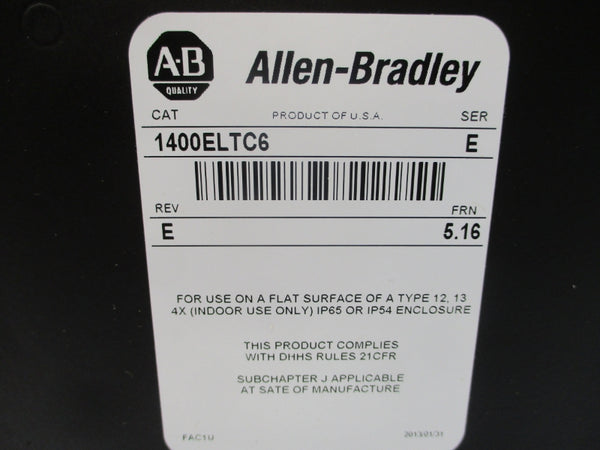 A-B
QUALITY
Allen-Bradley
CAT PRODUCT OF U.S.A. SER
1400ELTC6 E
REV FRN
E 5.16
FOR USE ON A FLAT SURFACE OF A TYPE 12, 13
4X (INDOOR USE ONLY) IP65 OR IP54 ENCLOSURE
THIS PRODUCT COMPLIES
WITH DHHS RULES 21CFR
SUBCHAPTER J APPLICABLE
AT SATE OF MANUFACTURE
FAC1U 2013/01/31